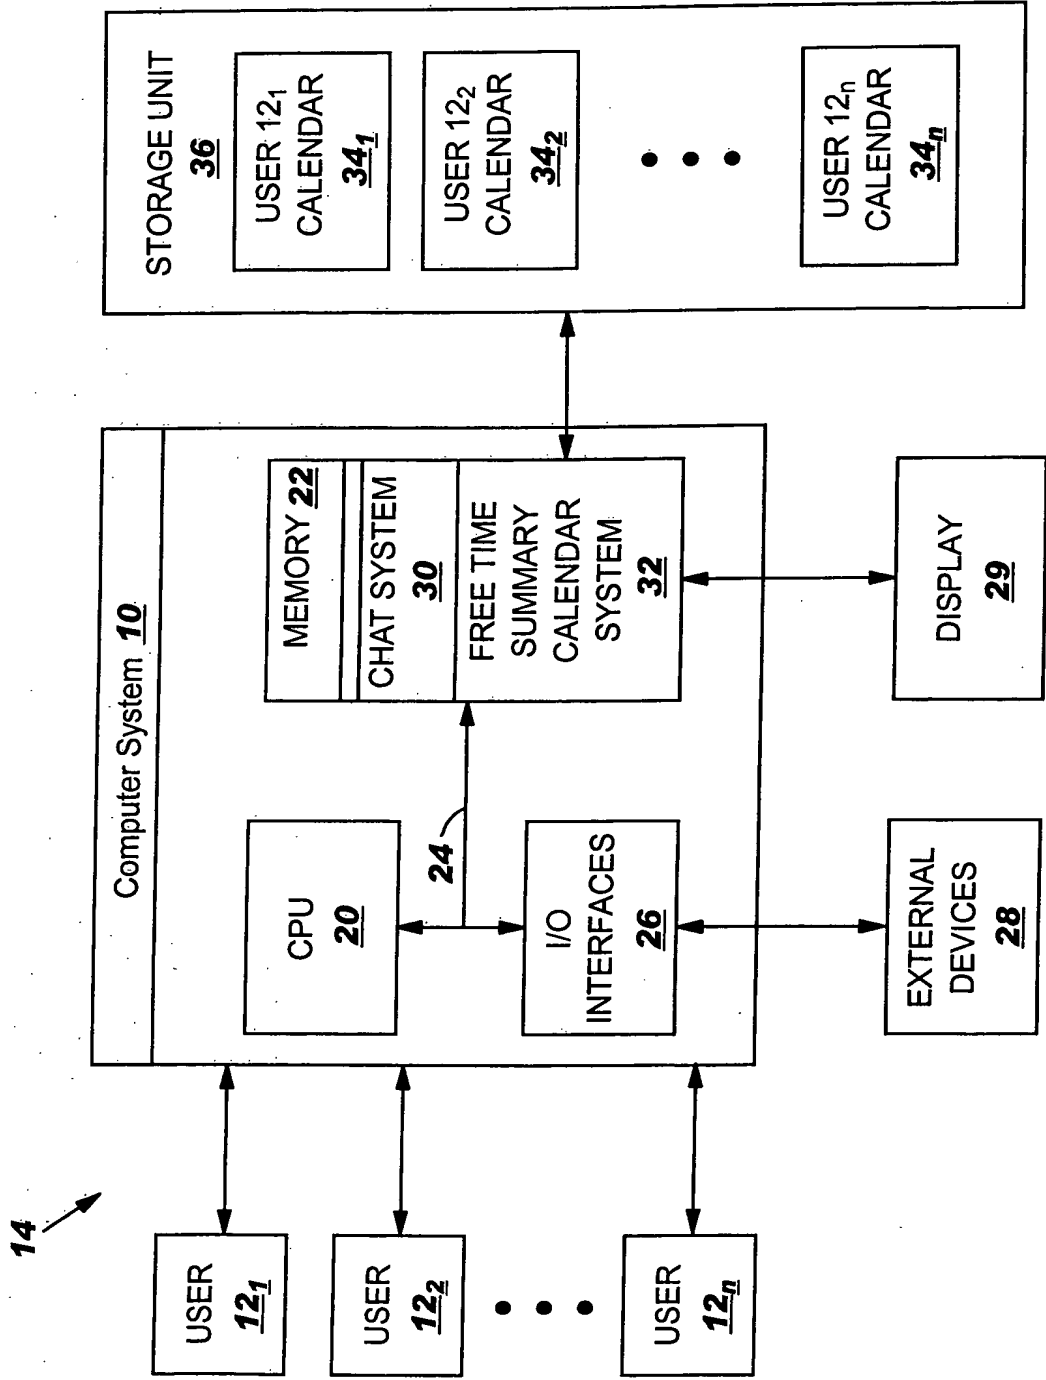 14
USER
12₁
USER
12₂
USER
12ₙ
Computer System 10
CPU
20
24
I/O
INTERFACES
26
MEMORY 22
CHAT SYSTEM
30
FREE TIME
SUMMARY
CALENDAR
SYSTEM
32
EXTERNAL
DEVICES
28
DISPLAY
29
STORAGE UNIT
36
USER 12₁
CALENDAR
34₁
USER 12₂
CALENDAR
34₂
USER 12ₙ
CALENDAR
34ₙ